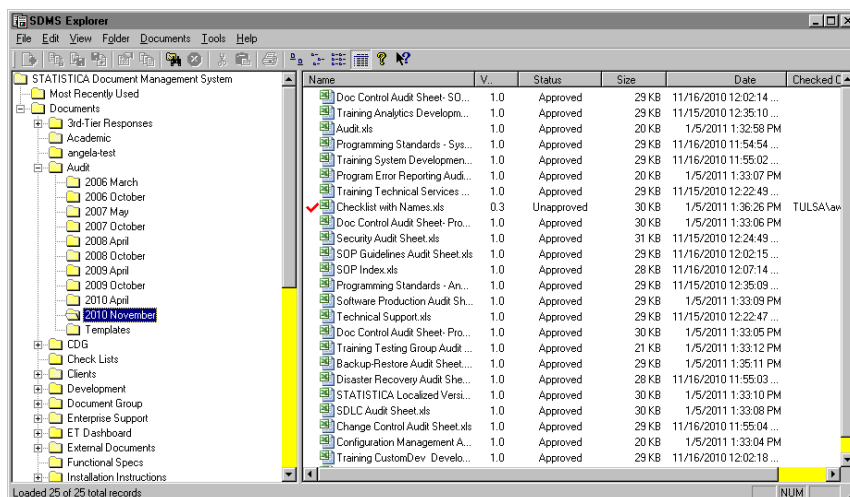 SDMS Explorer
File Edit View Folder Documents Tools Help
STATISTICA Document Management System
Most Recently Used
Documents
3rd-Tier Responses
Academic
angela-test
Audit
2006 March
2006 October
2007 May
2007 October
2008 April
2008 October
2009 April
2009 October
2010 April
2010 November
Templates
CDG
Check Lists
Clients
Development
Document Group
Enterprise Support
ET Dashboard
External Documents
Functional Specs
Installation Instructions
Name V.. Status Size Date Checked C
Doc Control Audit Sheet- SO... 1.0 Approved 29 KB 11/16/2010 12:02:14 ...
Training Analytics Developm... 1.0 Approved 29 KB 11/15/2010 12:35:10 ...
Audit.xls 1.0 Approved 20 KB 1/5/2011 1:32:58 PM
Programming Standards - Sys... 1.0 Approved 29 KB 11/16/2010 11:54:54 ...
Training System Developmen... 1.0 Approved 29 KB 11/16/2010 11:55:02 ...
Program Error Reporting Audi... 1.0 Approved 20 KB 1/5/2011 1:33:07 PM
Training Technical Services ... 1.0 Approved 29 KB 11/15/2010 12:22:49 ...
Checklist with Names.xls 0.3 Unapproved 30 KB 1/5/2011 1:36:26 PM TULSA\aw
Doc Control Audit Sheet- Pro... 1.0 Approved 30 KB 1/5/2011 1:33:06 PM
Security Audit Sheet.xls 1.0 Approved 31 KB 11/15/2010 12:24:49 ...
SOP Guidelines Audit Sheet.xls 1.0 Approved 29 KB 11/16/2010 12:02:15 ...
SOP Index.xls 1.0 Approved 28 KB 11/16/2010 12:07:14 ...
Programming Standards - An... 1.0 Approved 29 KB 11/15/2010 12:35:09 ...
Software Production Audit Sh... 1.0 Approved 29 KB 1/5/2011 1:33:09 PM
Technical Support.xls 1.0 Approved 29 KB 11/15/2010 12:22:47 ...
Doc Control Audit Sheet- Pro... 1.0 Approved 30 KB 1/5/2011 1:33:05 PM
Training Testing Group Audit ... 1.0 Approved 21 KB 1/5/2011 1:33:12 PM
Backup-Restore Audit Sheet.... 1.0 Approved 29 KB 1/5/2011 1:35:11 PM
Disaster Recovery Audit She... 1.0 Approved 28 KB 11/16/2010 11:55:03 ...
STATISTICA Localized Versi... 1.0 Approved 30 KB 1/5/2011 1:33:10 PM
SDLC Audit Sheet.xls 1.0 Approved 30 KB 1/5/2011 1:33:08 PM
Change Control Audit Sheet.xls 1.0 Approved 29 KB 11/16/2010 11:55:04 ...
Configuration Management A... 1.0 Approved 20 KB 1/5/2011 1:33:04 PM
Training CustomDev Develo... 1.0 Approved 29 KB 11/16/2010 12:02:18 ...
Loaded 25 of 25 total records NUM